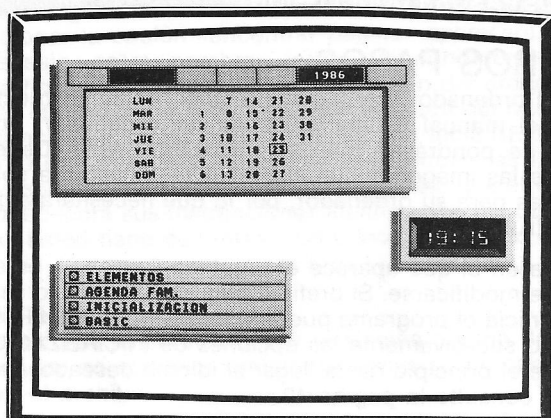 OS PASOS
1986
LUN 7 14 21 28
MAR 1 8 15 22 29
MIE 2 9 16 23 30
JUE 3 10 17 24 31
VIE 4 11 18 25
SAB 5 12 19 26
DOM 6 13 20 27
19:15
ELEMENTOS
AGENDA FAM.
INICIALIZACION
BASIC